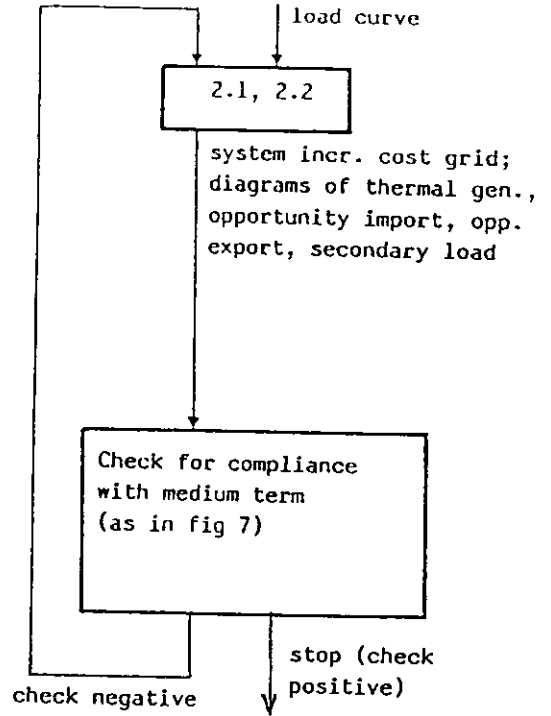 load curve
2.1, 2.2
system incr. cost grid;
diagrams of thermal gen.,
opportunity import, opp.
export, secondary load
Check for compliance
with medium term
(as in fig 7)
stop (check
positive)
check negative